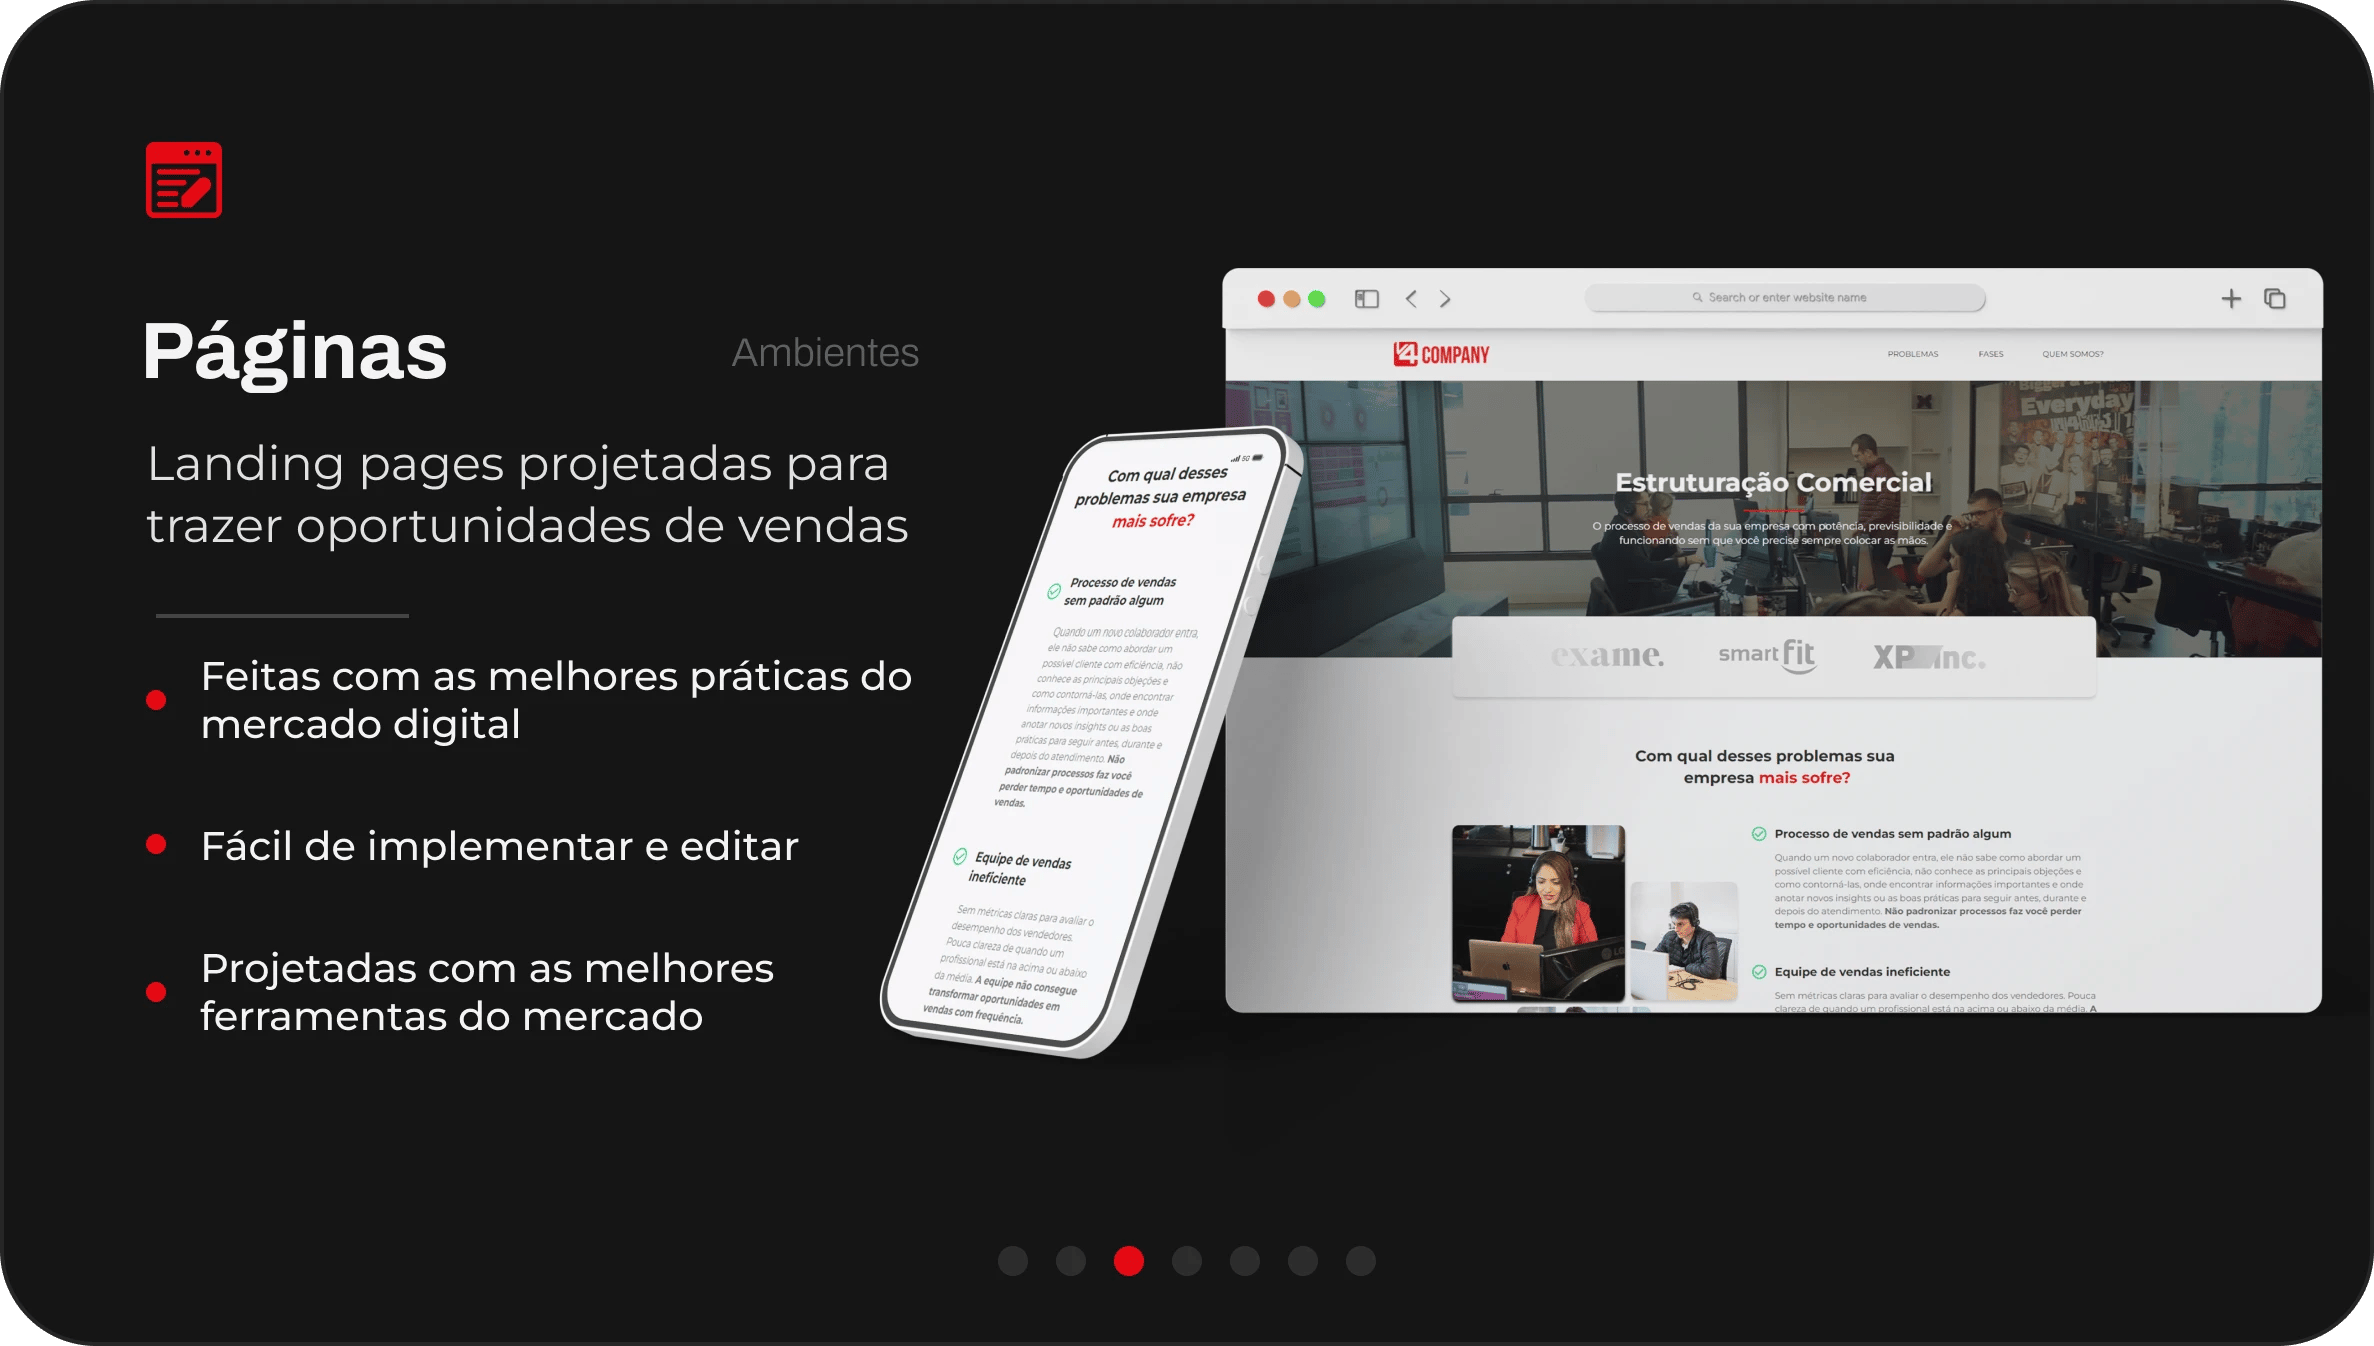 Páginas
Ambientes
Landing pages projetadas para
trazer oportunidades de vendas
Feitas com as melhores práticas do
mercado digital
Fácil de implementar e editar
Projetadas com as melhores
ferramentas do mercado
5G
Com qual desses
problemas sua empresa
mais sofre?
Processo de vendas
sem padrão algum
Quando um novo colaborador entra,
ele não sabe como abordar um
possível cliente com eficiência, não
conhece as principais objeções e
como contorná-las, onde encontrar
informações importantes e onde
anotar novos insights ou as boas
práticas para seguir antes, durante e
depois do atendimento. Não
padronizar processos faz você
perder tempo e oportunidades de
vendas.
Equipe de vendas
ineficiente
Sem métricas claras para avaliar o
desempenho dos vendedores.
Pouca clareza de quando um
profissional está na acima ou abaixo
da média. A equipe não consegue
transformar oportunidades em
vendas com frequência.
Search or enter website name
V4 COMPANY
PROBLEMAS FASES QUEM SOMOS?
Bigger &
Everyday
Estruturação Comercial
O processo de vendas da sua empresa com potência, previsibilidade e
funcionando sem que você precise sempre colocar as mãos.
exame. smart fit XP inc.
Com qual desses problemas sua
empresa mais sofre?
Processo de vendas sem padrão algum
Quando um novo colaborador entra, ele não sabe como abordar um
possível cliente com eficiência, não conhece as principais objeções e
como contorná-las, onde encontrar informações importantes e onde
anotar novos insights ou as boas práticas para seguir antes, durante e
depois do atendimento. Não padronizar processos faz você perder
tempo e oportunidades de vendas.
Equipe de vendas ineficiente
Sem métricas claras para avaliar o desempenho dos vendedores. Pouca
clareza de quando um profissional está na acima ou abaixo da média. A